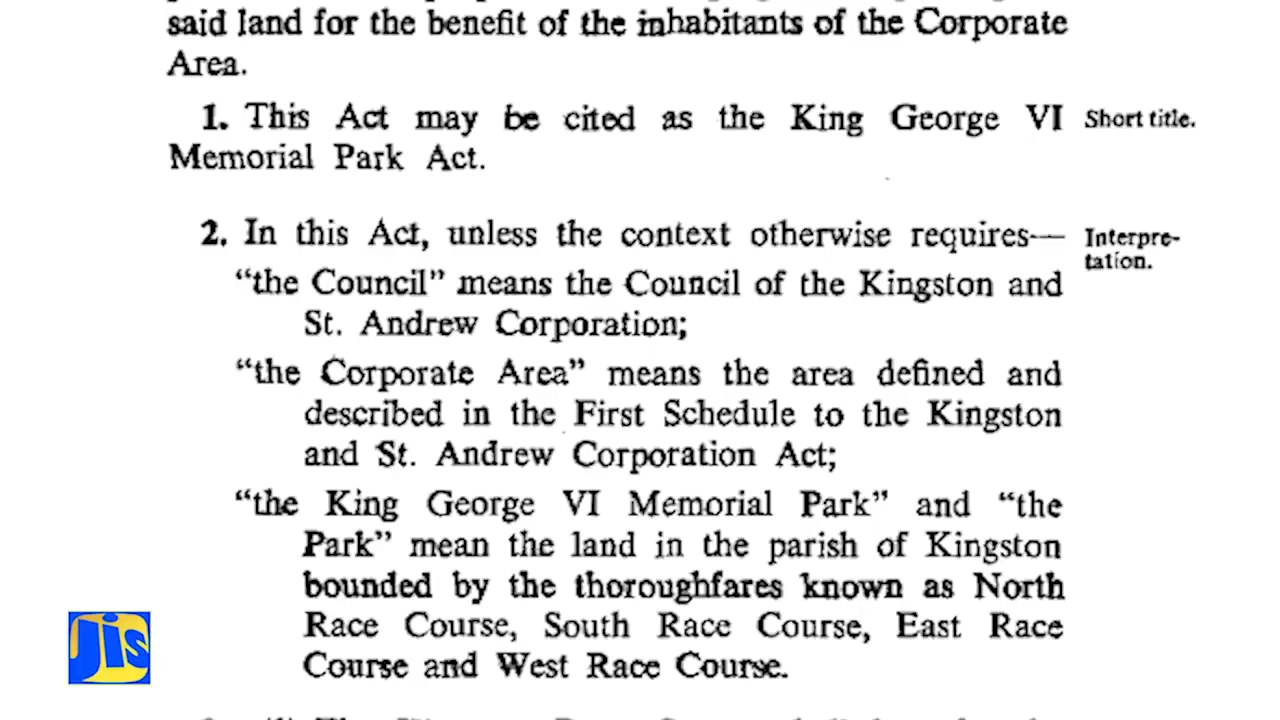 said land for the benefit of the inhabitants of the Corporate
Area.
1. This Act may be cited as the King George VI Short title.
Memorial Park Act.
2. In this Act, unless the context otherwise requires— Interpre-
tation.
"the Council" means the Council of the Kingston and
St. Andrew Corporation;
"the Corporate Area" means the area defined and
described in the First Schedule to the Kingston
and St. Andrew Corporation Act;
"the King George VI Memorial Park" and "the
Park" mean the land in the parish of Kingston
bounded by the thoroughfares known as North
Race Course, South Race Course, East Race
Course and West Race Course.
Jis